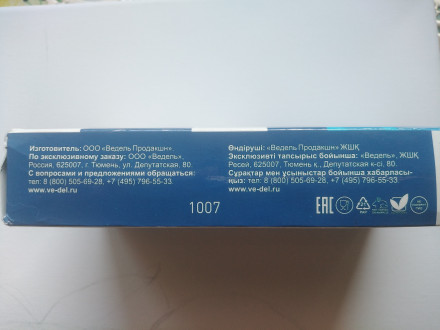 Изготовитель: ООО «Ведель Продакшн»
По эксклюзивному заказу: ООО «Ведель»,
Россия, 625007, г. Тюмень, ул. Депутатская, 80.
С вопросами и предложениями обращаться:
тел: 8 (800) 505-69-28, +7 (495) 796-55-33.
www.ve-del.ru
Өндіруші: «Ведель Продакшн» ЖШҚ
Эксклюзивті тапсырыс бойынша: «Ведель», ЖШҚ
Ресей, 625007, Тюмень қ., Депутатская к-сі, 80.
Сұрақтар мен ұсыныстар бойынша хабарласы-
ңыз: тел: 8 (800) 505-69-28, +7 (495) 796-55-33.
www.ve-del.ru
1007
EAC